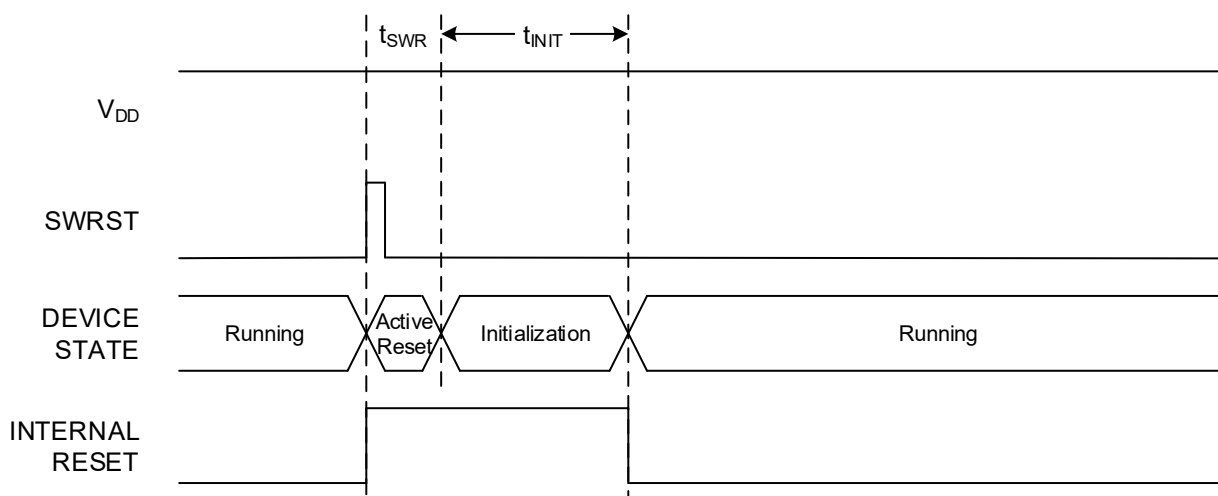 tSWR
tINIT
VDD
SWRST
DEVICE
STATE
Running
Active
Reset
Initialization
Running
INTERNAL
RESET